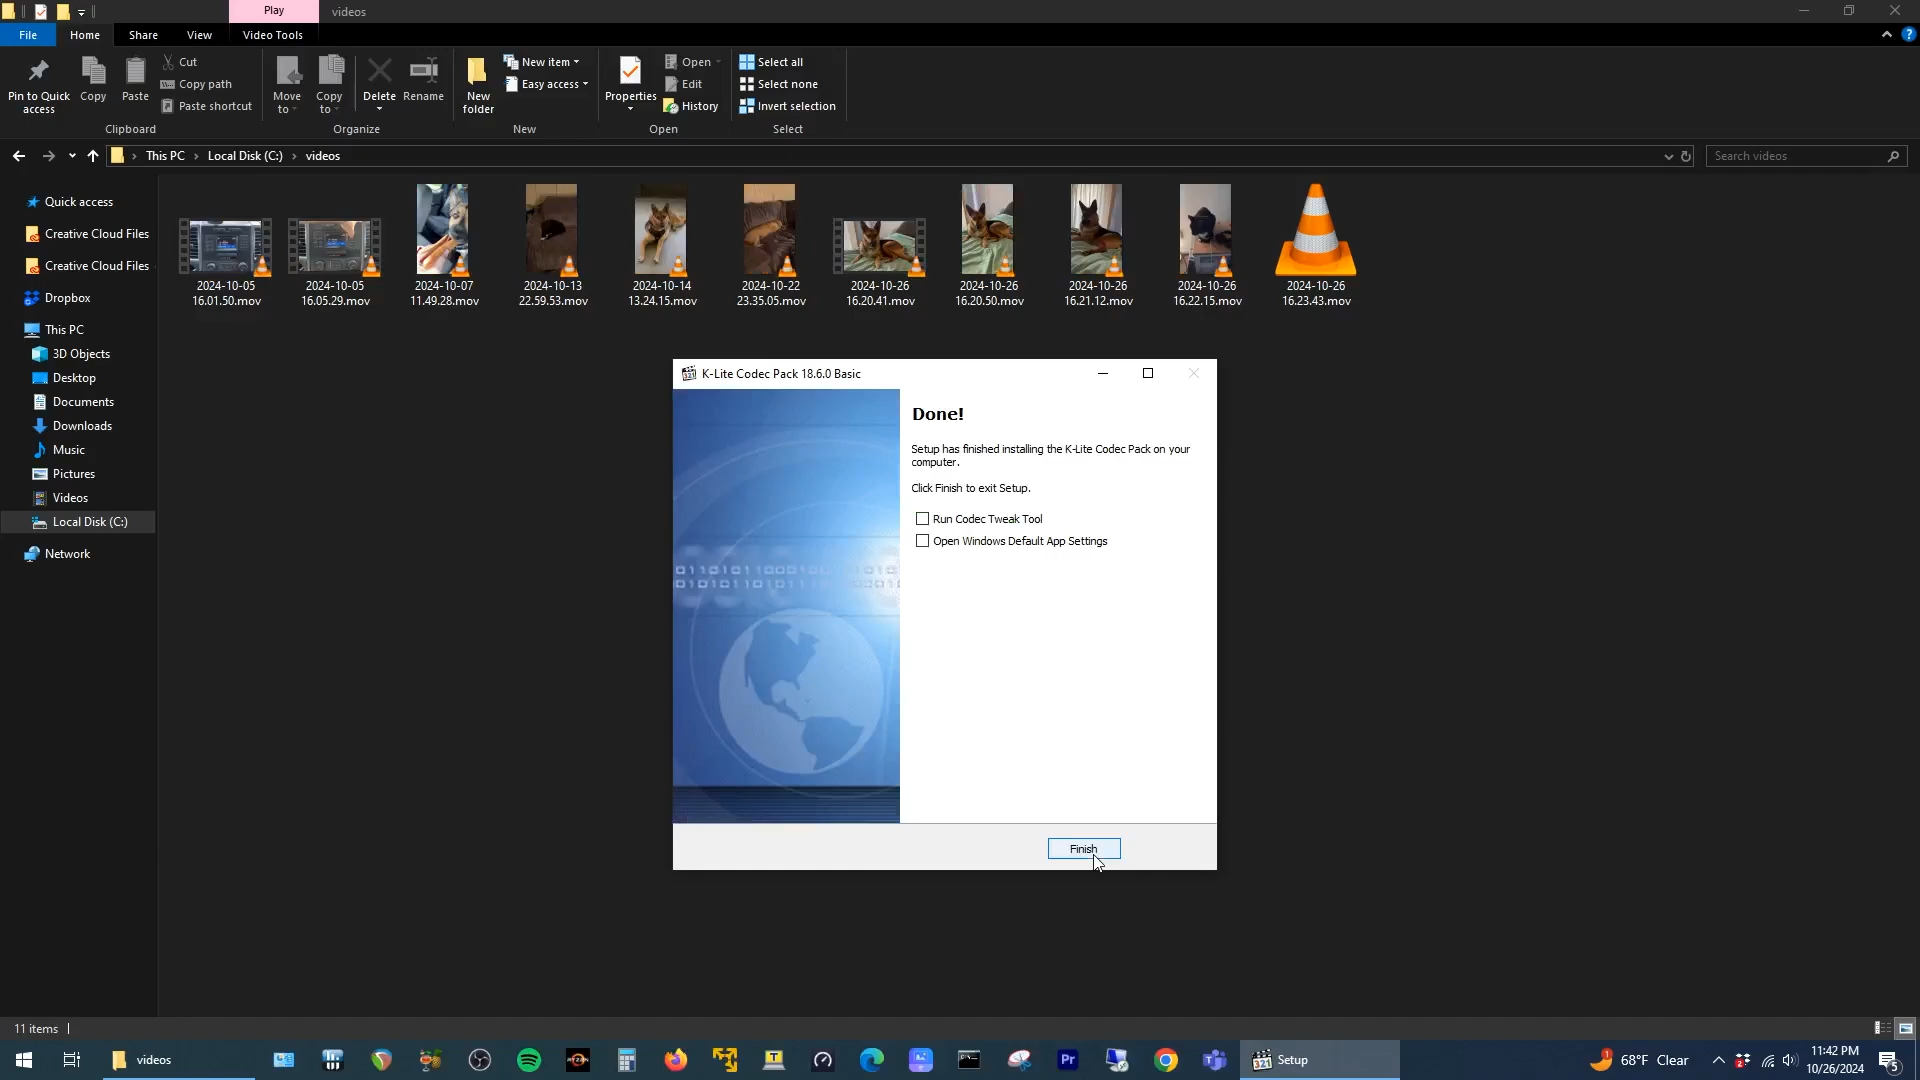 Play
videos
File
Home
Share
View
Video Tools
Pin to Quick access
Copy
Paste
Cut
Copy path
Paste shortcut
Clipboard
Move to
Copy to
Delete
Rename
Organize
New folder
New item
Easy access
New
Properties
Open
Edit
History
Open
Select all
Select none
Invert selection
Select
This PC
Local Disk (C:)
videos
Search videos
Quick access
Creative Cloud Files
Creative Cloud Files
Dropbox
This PC
3D Objects
Desktop
Documents
Downloads
Music
Pictures
Videos
Local Disk (C:)
Network
2024-10-05
16.01.50.mov
2024-10-05
16.05.29.mov
2024-10-07
11.49.28.mov
2024-10-13
22.59.53.mov
2024-10-14
13.24.15.mov
2024-10-22
23.35.05.mov
2024-10-26
16.20.41.mov
2024-10-26
16.20.50.mov
2024-10-26
16.21.12.mov
2024-10-26
16.22.15.mov
2024-10-26
16.23.43.mov
K-Lite Codec Pack 18.6.0 Basic
Done!
Setup has finished installing the K-Lite Codec Pack on your
computer.
Click Finish to exit Setup.
Run Codec Tweak Tool
Open Windows Default App Settings
Finish
11 items
videos
Setup
68°F Clear
11:42 PM
10/26/2024